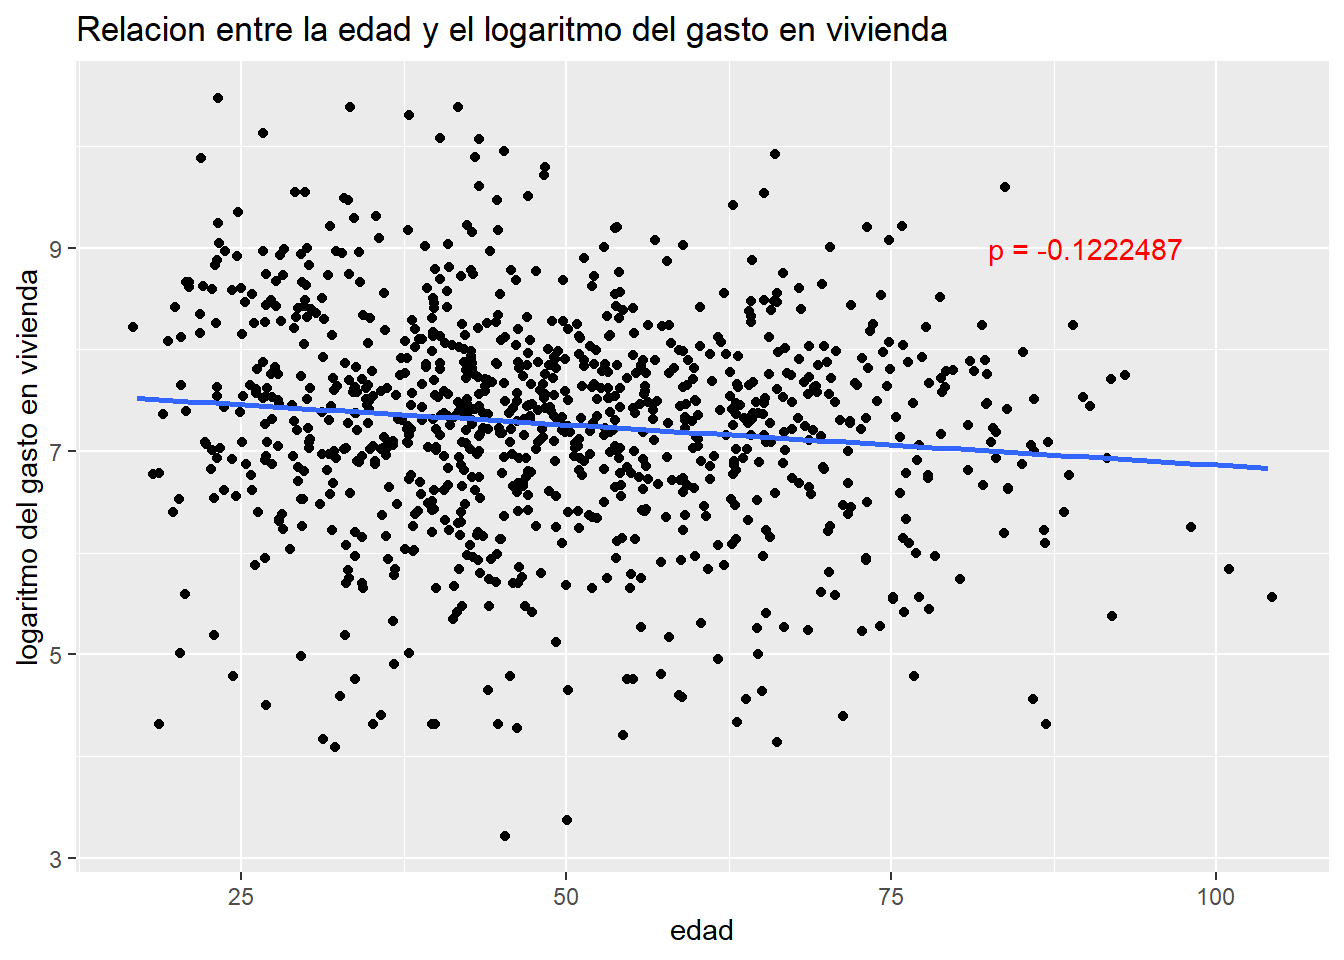 Relacion entre la edad y el logaritmo del gasto en vivienda
logaritmo del gasto en vivienda
9
7
5
3
p = -0.1222487
25
50
75
100
edad